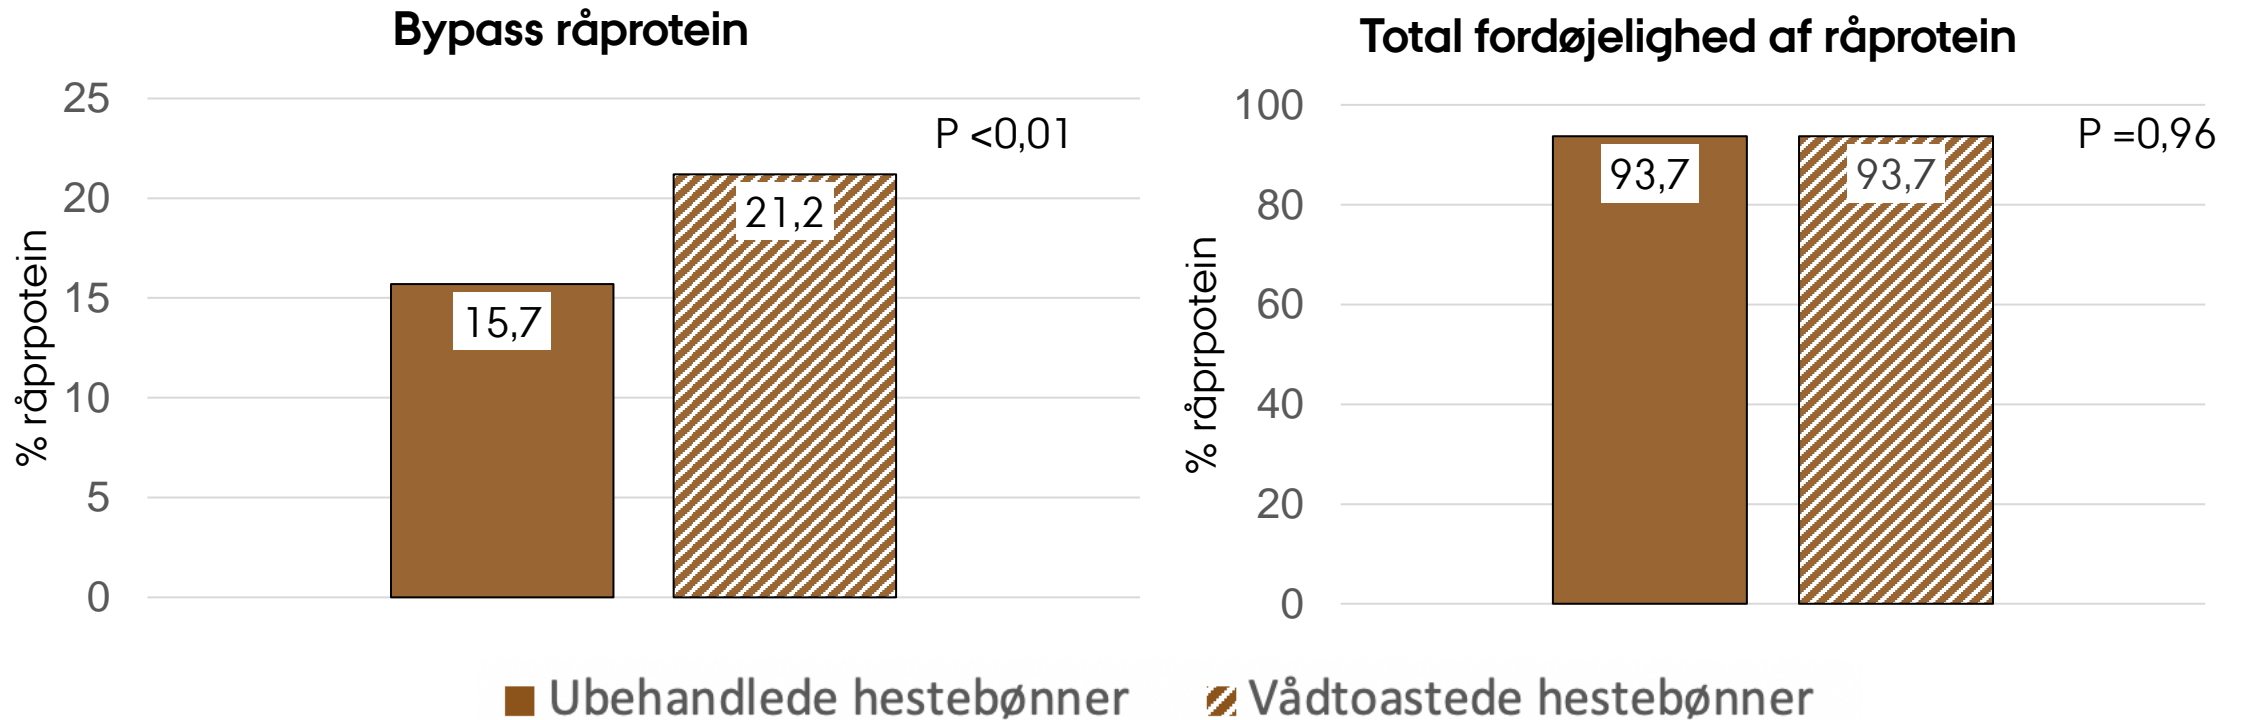 Bypass råprotein
25
20
15
10
5
0
% råprpotein
15,7
21,2
P <0,01
Total fordøjelighed af råprotein
100
80
60
40
20
0
% råprpotein
93,7
93,7
P =0,96
Ubehandlede hestebønner
Vådtoastede hestebønner